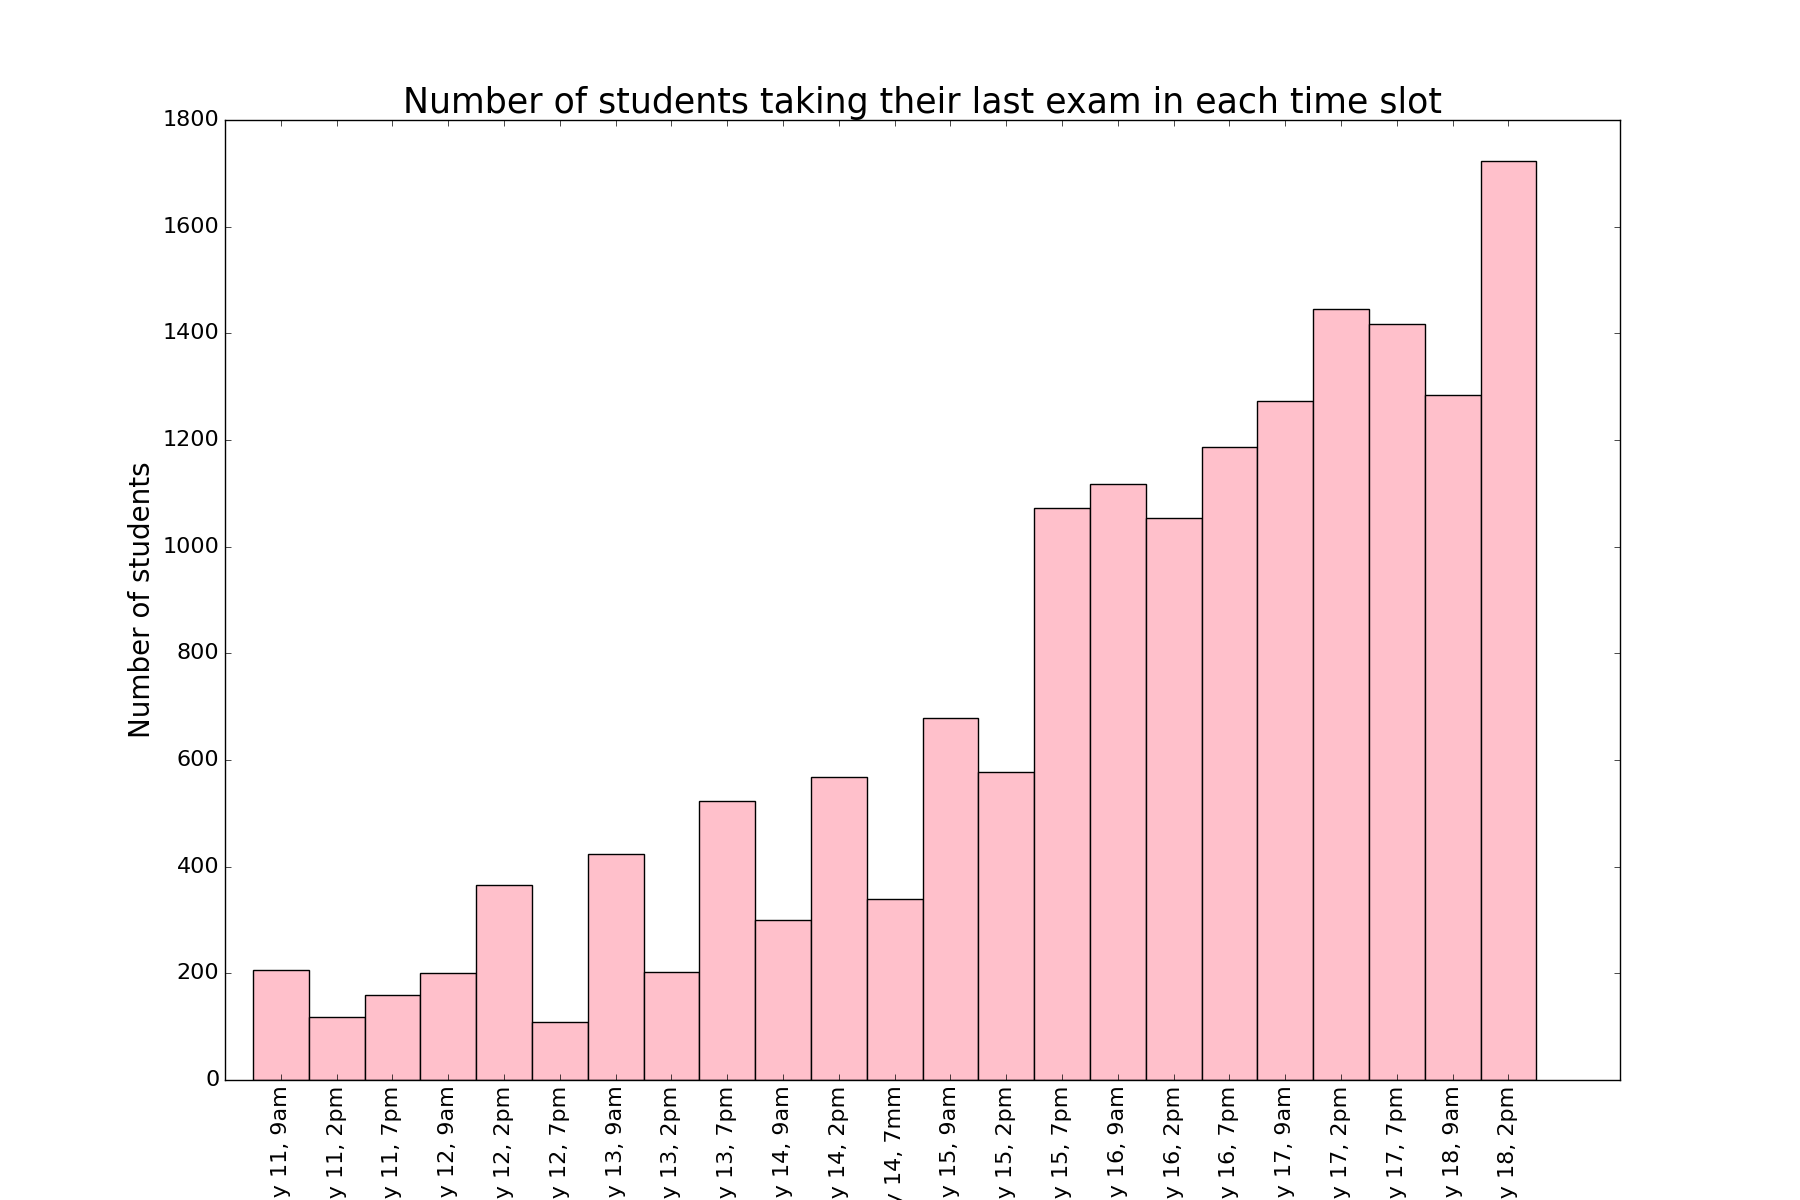 Number of students taking their last exam in each time slot
Number of students
1800
1600
1400
1200
1000
800
600
400
200
0
y 11, 9am
y 11, 2pm
y 11, 7pm
y 12, 9am
y 12, 2pm
y 12, 7pm
y 13, 9am
y 13, 2pm
y 13, 7pm
y 14, 9am
y 14, 2pm
y 14, 7mm
y 15, 9am
y 15, 2pm
y 15, 7pm
y 16, 9am
y 16, 2pm
y 16, 7pm
y 17, 9am
y 17, 2pm
y 17, 7pm
y 18, 9am
y 18, 2pm